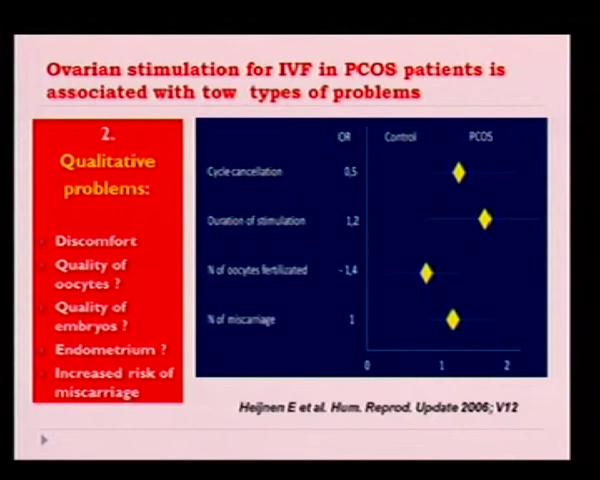 Ovarian stimulation for IVF in PCOS patients is
associated with tow types of problems
2.
Qualitative
problems:
Discomfort
Quality of
oocytes ?
Quality of
embryos ?
Endometrium ?
Increased risk of
miscarriage
OR Control PCOS
Cycle cancellation 0,5
Duration of stimulation 1,2
N of oocytes fertilizated - 1,4
N of miscarriage 1
0 1 2
Heijnen E et al. Hum. Reprod. Update 2006; V12